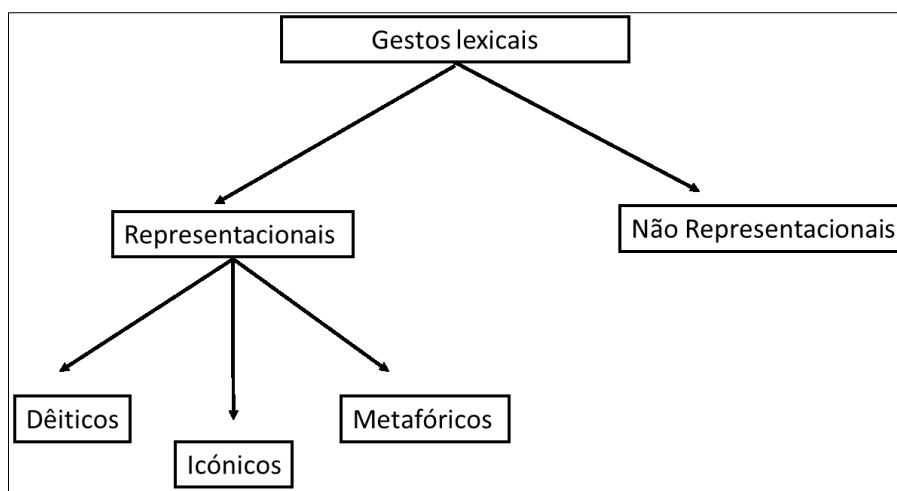 Gestos lexicais
Representacionais
Não Representacionais
Dêiticos
Icónicos
Metafóricos